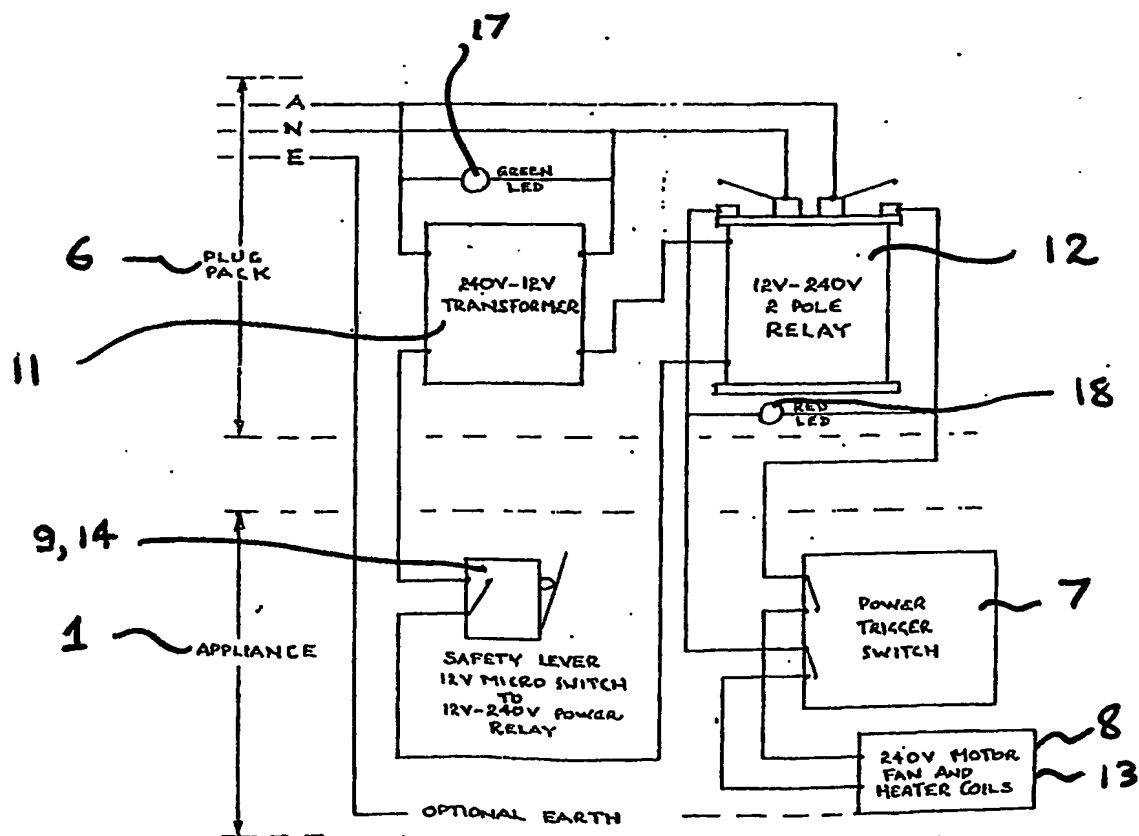 17
A
N
E
GREEN
LED
6
PLUG
PACK
240V-12V
TRANSFORMER
12V-240V
2 POLE
RELAY
12
11
RED
LED
18
9,14
1
APPLIANCE
SAFETY LEVER
12V MICRO SWITCH
TO
12V-240V POWER
RELAY
POWER
TRIGGER
SWITCH
7
240V MOTOR
FAN AND
HEATER COILS
8
13
OPTIONAL EARTH